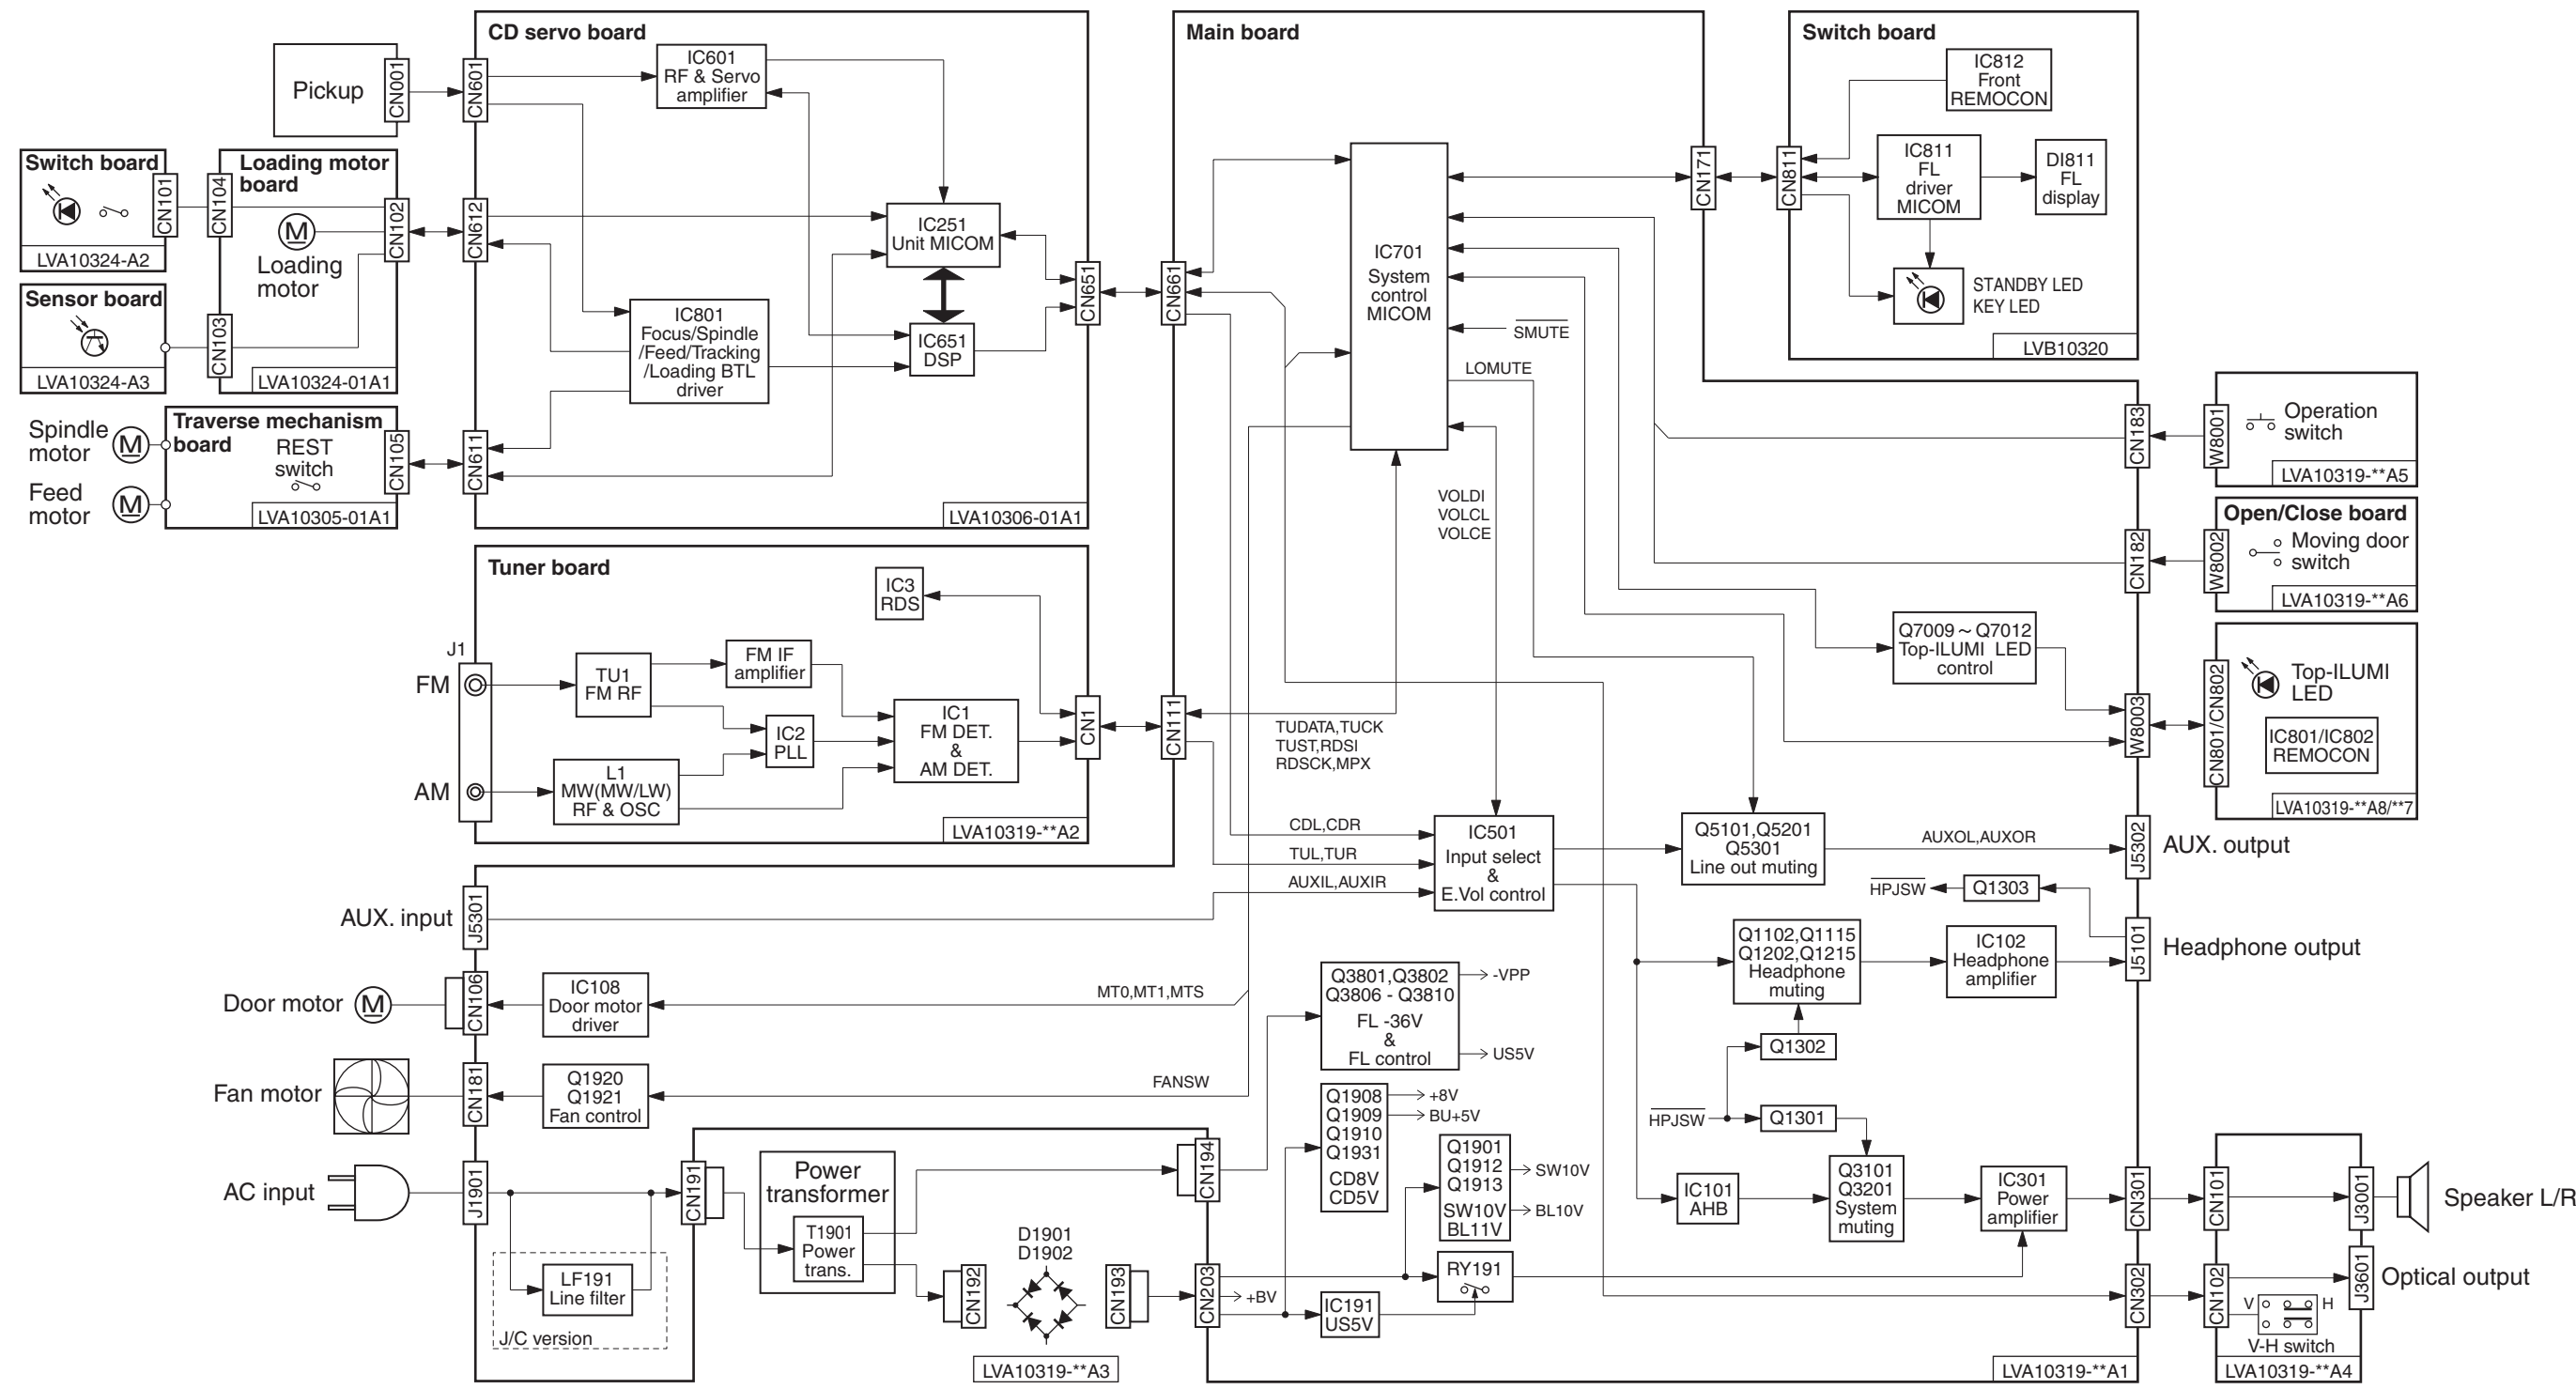 CD servo board
Pickup
CN001
CN601
IC601
RF & Servo
amplifier
Switch board
CN101
LVA10324-A2
Loading motor
board
CN104
CN102
M
Loading
motor
CN612
Sensor board
LVA10324-A3
CN103
LVA10324-01A1
IC251
Unit MICOM
IC801
Focus/Spindle
/Feed/Tracking
/Loading BTL
driver
IC651
DSP
CN651
Spindle
motor
M
Feed
motor
M
Traverse mechanism
board
REST
switch
CN105
LVA10305-01A1
CN611
LVA10306-01A1
Tuner board
IC3
RDS
J1
FM
AM
TU1
FM RF
FM IF
amplifier
IC2
PLL
L1
MW(MW/LW)
RF & OSC
IC1
FM DET.
&
AM DET.
CN1
LVA10319-**A2
Main board
CN661
CN111
IC701
System
control
MICOM
SMUTE
LOMUTE
VOLDI
VOLCL
VOLCE
TUDATA,TUCK
TUST,RDSI
RDSCK,MPX
CN171
Switch board
IC812
Front
REMOCON
CN811
IC811
FL
driver
MICOM
DI811
FL
display
STANDBY LED
KEY LED
LVB10320
CN183
W8001
Operation
switch
LVA10319-**A5
CN182
W8002
Open/Close board
Moving door
switch
LVA10319-**A6
Q7009～Q7012
Top-ILUMI LED
control
W8003
CN801/CN802
Top-ILUMI
LED
IC801/IC802
REMOCON
LVA10319-**A8/**7
CDL,CDR
TUL,TUR
AUXIL,AUXIR
IC501
Input select
&
E.Vol control
Q5101,Q5201
Q5301
Line out muting
AUXOL,AUXOR
J5302
AUX. output
HPJSW
Q1303
AUX. input
J5301
Q1102,Q1115
Q1202,Q1215
Headphone
muting
IC102
Headphone
amplifier
J5101
Headphone output
Door motor
M
CN106
IC108
Door motor
driver
MT0,MT1,MTS
Q3801,Q3802
Q3806 - Q3810
FL -36V
&
FL control
-VPP
US5V
Q1302
Fan motor
CN181
Q1920
Q1921
Fan control
FANSW
Q1908
Q1909
Q1910
Q1931
CD8V
CD5V
+8V
BU+5V
HPJSW
Q1301
Q1901
Q1912
Q1913
SW10V
BL11V
SW10V
BL10V
AC input
J1901
LF191
Line filter
J/C version
CN191
Power
transformer
T1901
Power
trans.
CN194
CN192
D1901
D1902
CN193
CN203
+BV
LVA10319-**A3
IC191
US5V
RY191
IC101
AHB
Q3101
Q3201
System
muting
IC301
Power
amplifier
CN301
CN101
J3001
Speaker L/R
CN302
CN102
J3601
Optical output
V
H
V-H switch
LVA10319-**A1
LVA10319-**A4